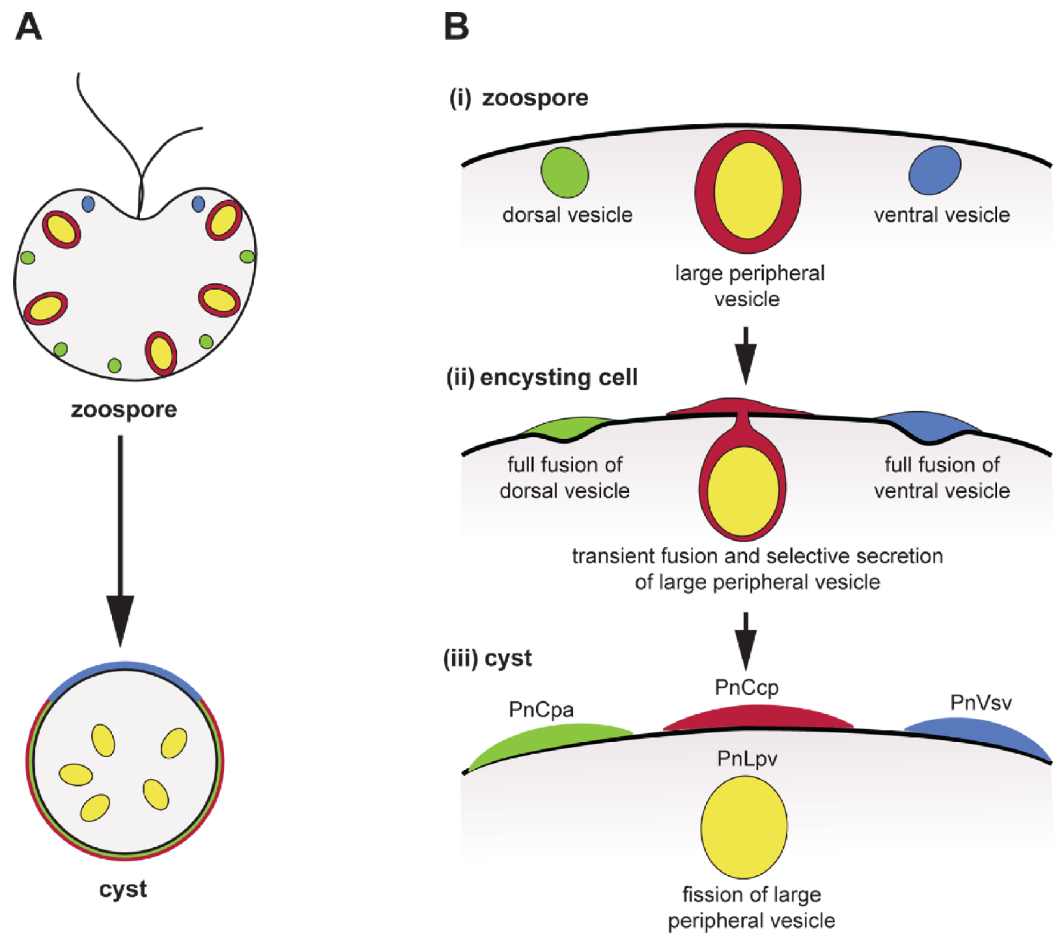 A
zoospore
cyst
B
(i) zoospore
dorsal vesicle
ventral vesicle
large peripheral
vesicle
(ii) encysting cell
full fusion of
dorsal vesicle
full fusion of
ventral vesicle
transient fusion and selective secretion
of large peripheral vesicle
(iii) cyst
PnCpa
PnCcp
PnVsv
PnLpv
fission of large
peripheral vesicle